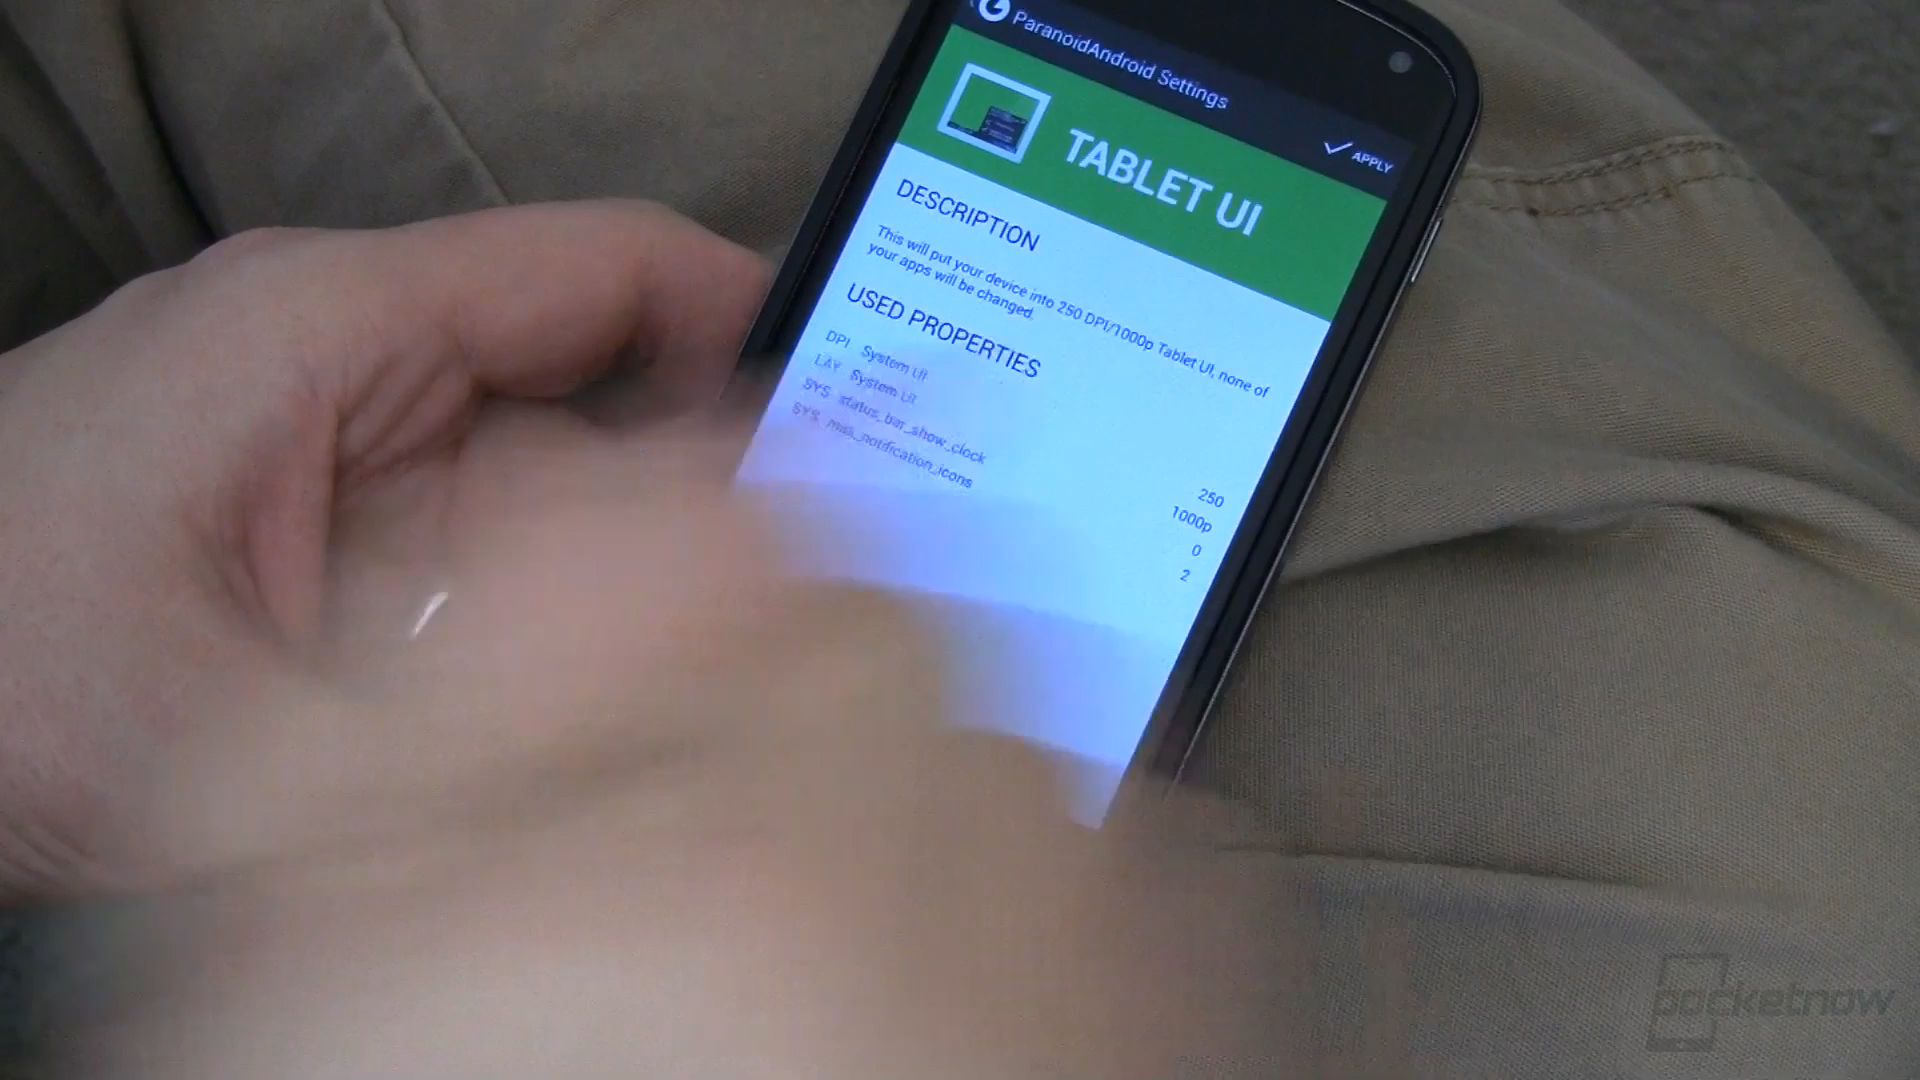 ParanoidAndroid Settings
APPLY
TABLET UI
DESCRIPTION
This will put your device into 250 DPI/1000p Tablet UI, none of
your apps will be changed.
USED PROPERTIES
DPI System UI 250
LAY System UI 1000p
SYS status_bar_show_clock 0
SYS max_notification_icons 2
pocketnow